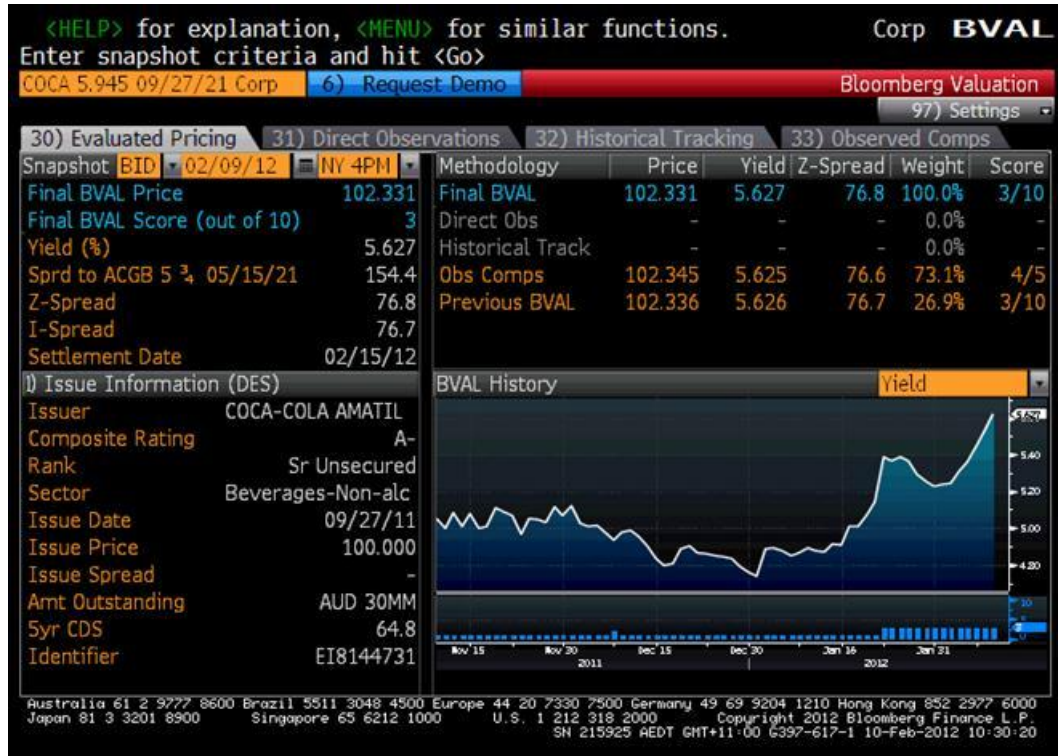 <HELP> for explanation, <MENU> for similar functions. Corp BVAL
Enter snapshot criteria and hit <Go>
COCA 5.945 09/27/21 Corp 6) Request Demo Bloomberg Valuation
97) Settings
30) Evaluated Pricing 31) Direct Observations 32) Historical Tracking 33) Observed Comps
Snapshot BID 02/09/12 NY 4PM
Final BVAL Price 102.331
Final BVAL Score (out of 10) 3
Yield (%) 5.627
Sprd to ACGB 5 ¾ 05/15/21 154.4
Z-Spread 76.8
I-Spread 76.7
Settlement Date 02/15/12
Methodology Price Yield Z-Spread Weight Score
Final BVAL 102.331 5.627 76.8 100.0% 3/10
Direct Obs - - - 0.0% -
Historical Track - - - 0.0% -
Obs Comps 102.345 5.625 76.6 73.1% 4/5
Previous BVAL 102.336 5.626 76.7 26.9% 3/10
1) Issue Information (DES)
Issuer COCA-COLA AMATIL
Composite Rating A-
Rank Sr Unsecured
Sector Beverages-Non-alc
Issue Date 09/27/11
Issue Price 100.000
Issue Spread -
Amt Outstanding AUD 30MM
5yr CDS 64.8
Identifier EI8144731
BVAL History Yield
5.627
5.40
5.20
5.00
4.80
10
Nov 15 Nov 30 Dec 15 Dec 30 Jan 16 Jan 31
2011 2012
Australia 61 2 9777 8600 Brazil 5511 3048 4500 Europe 44 20 7330 7500 Germany 49 69 9204 1210 Hong Kong 852 2977 6000
Japan 81 3 3201 8900 Singapore 65 6212 1000 U.S. 1 212 318 2000 Copyright 2012 Bloomberg Finance L.P.
SN 215925 AEDT GMT+11:00 G397-617-1 10-Feb-2012 10:30:20